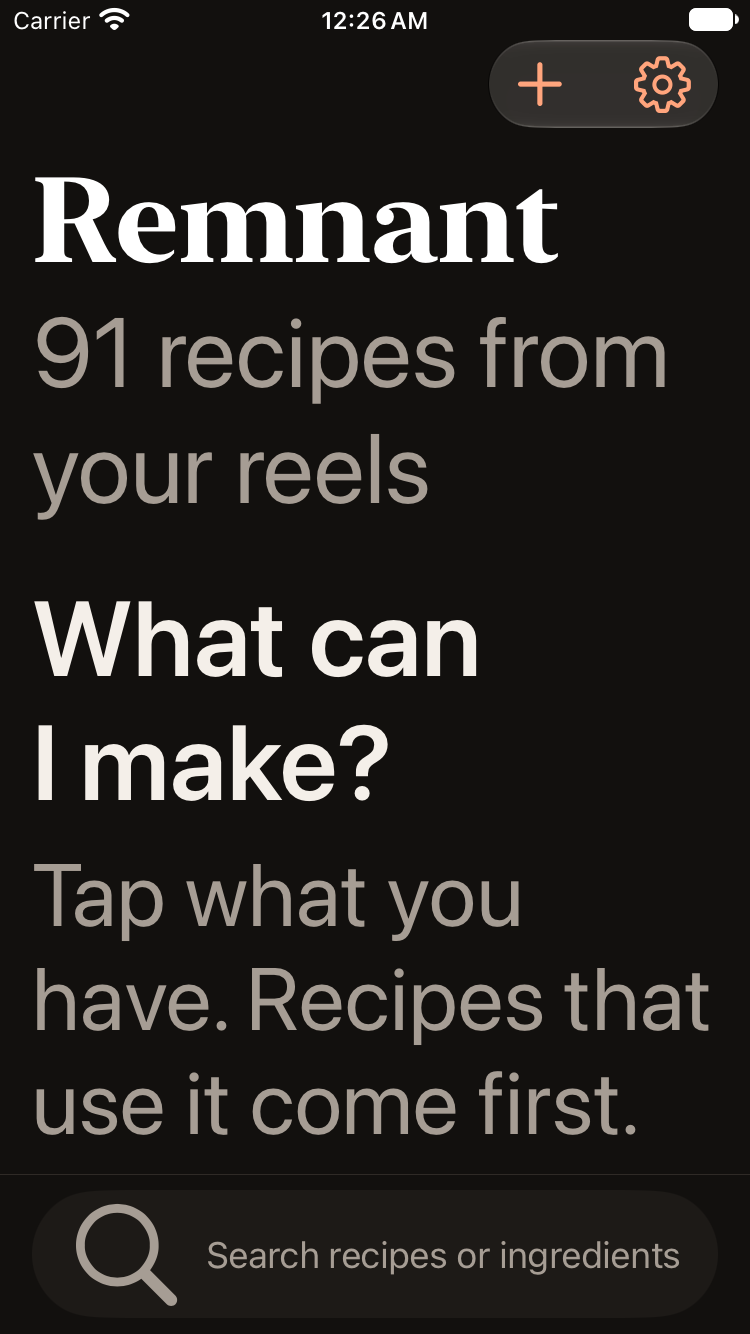 Carrier 12:26 AM
Remnant
91 recipes from
your reels
What can
I make?
Tap what you
have. Recipes that
use it come first.
Search recipes or ingredients